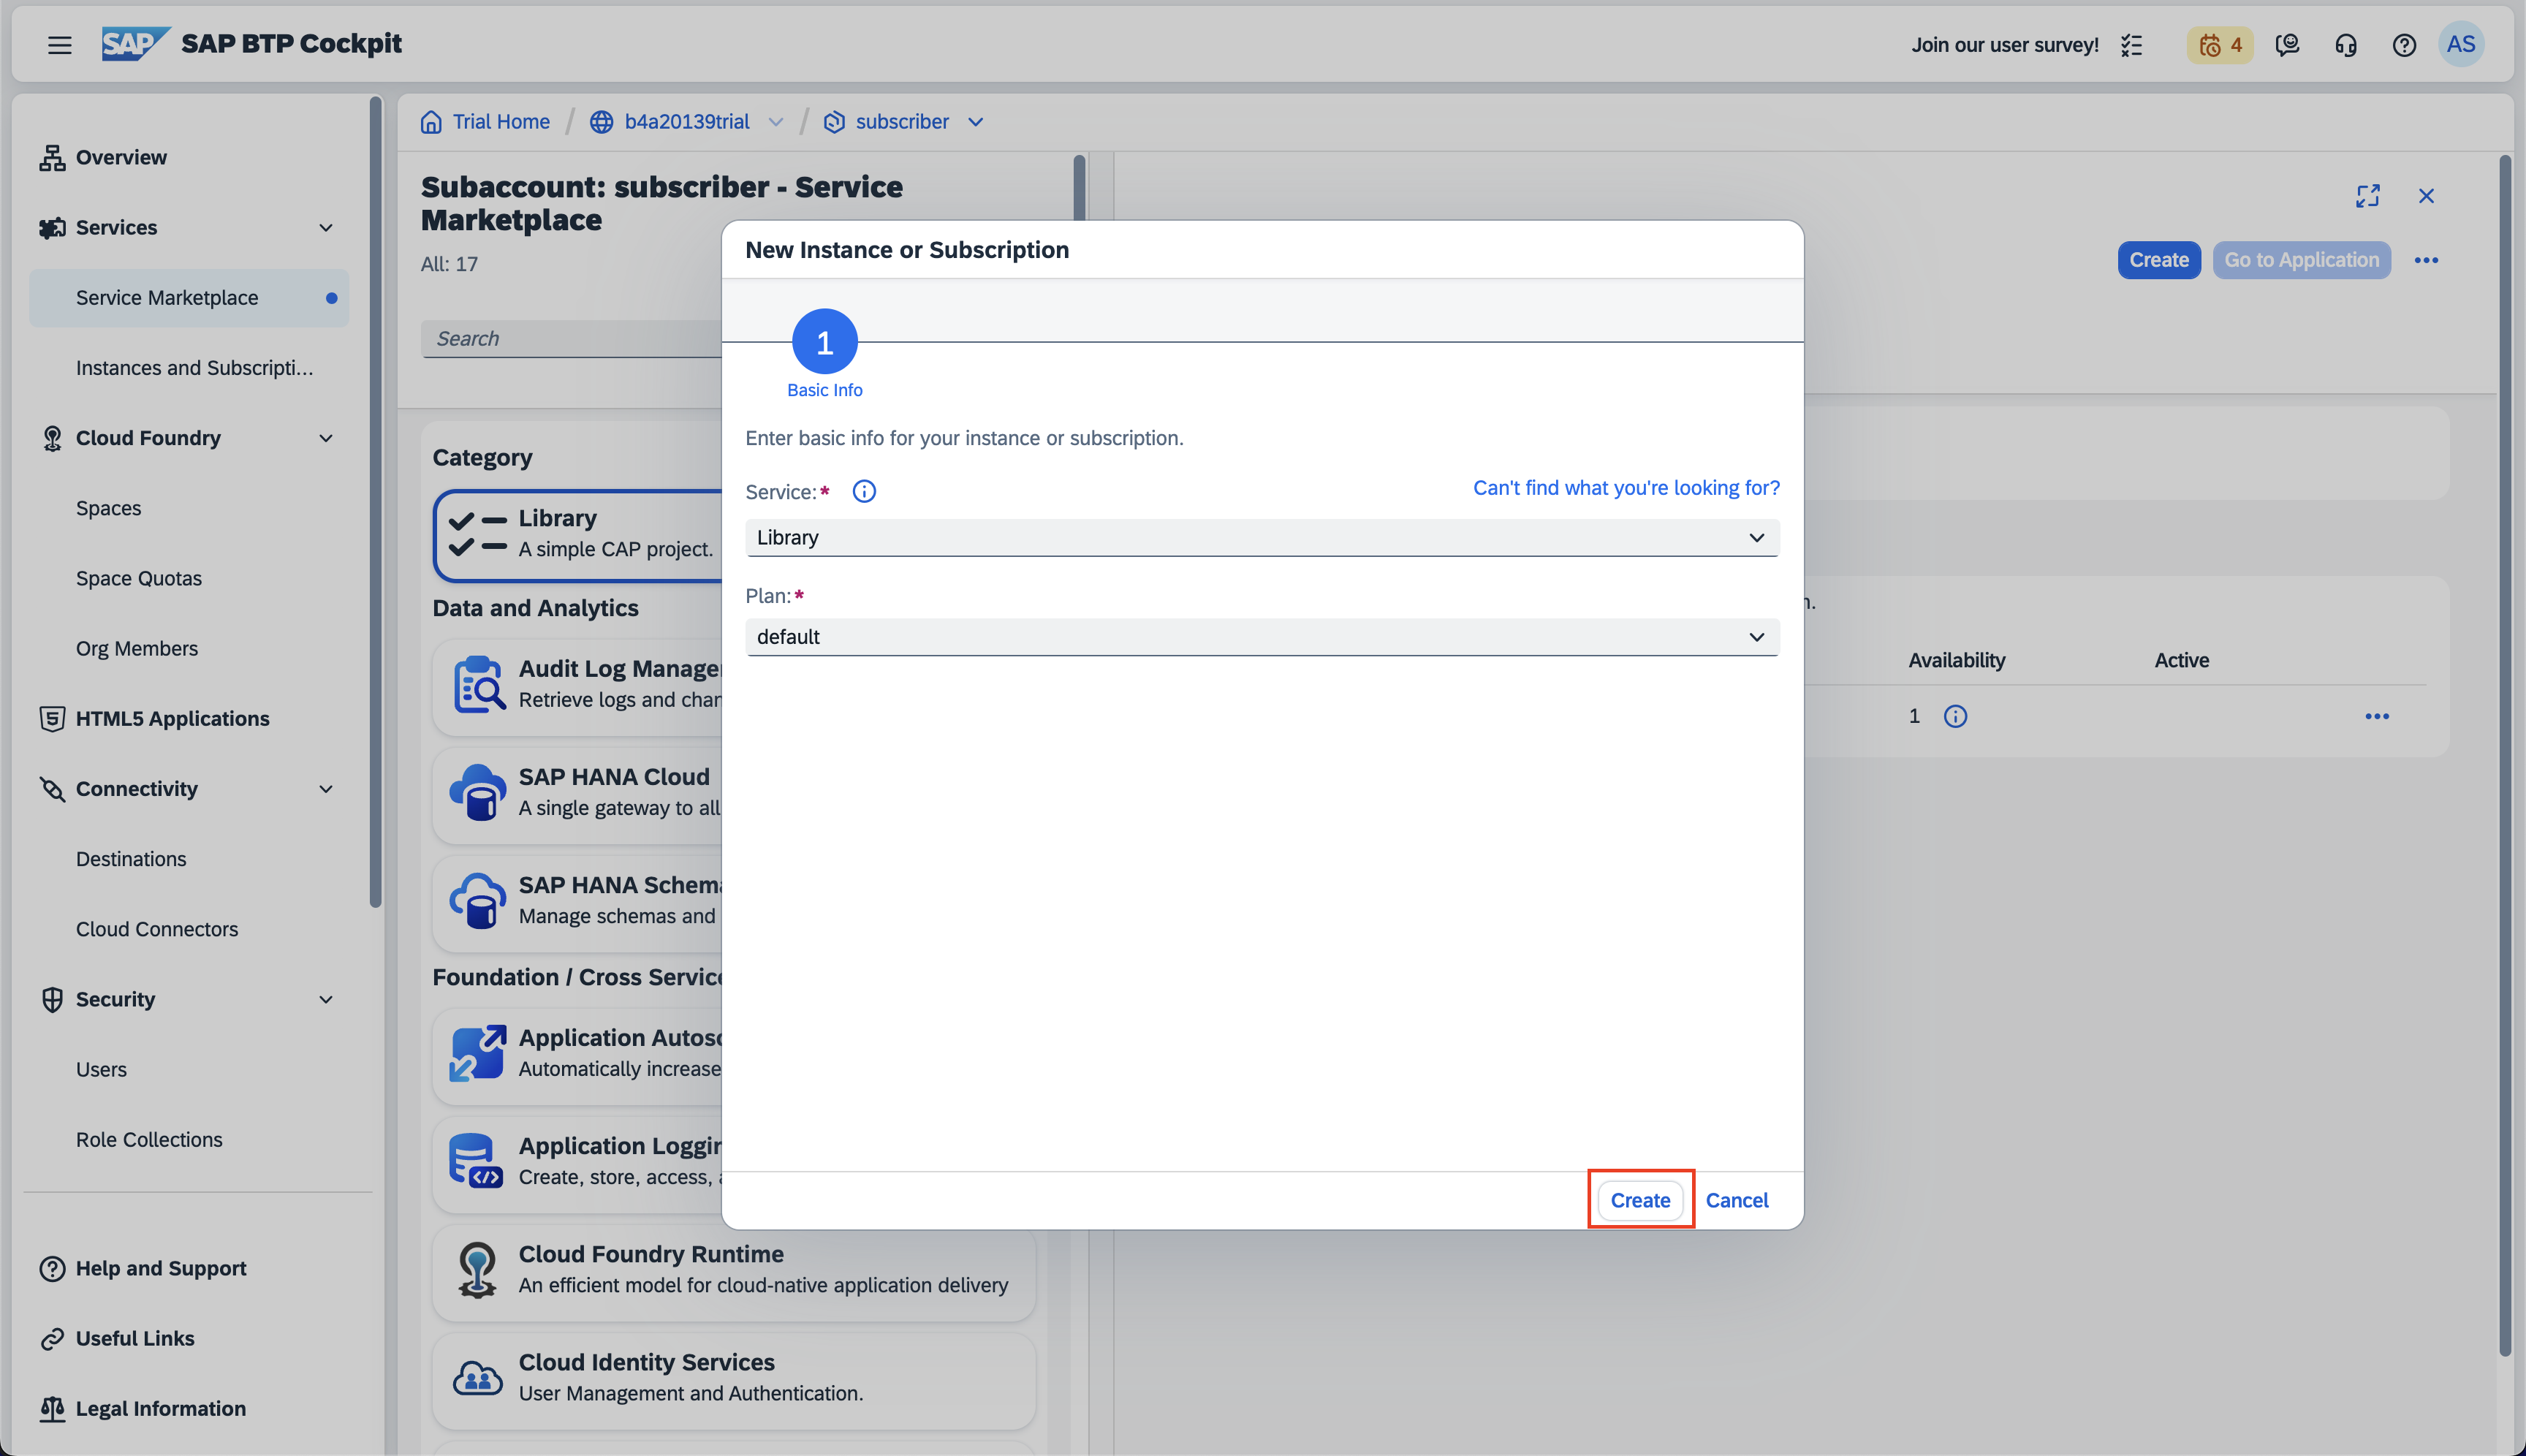 SAP SAP BTP Cockpit
Join our user survey!
4
AS
Overview
Services
Service Marketplace
Instances and Subscripti...
Cloud Foundry
Spaces
Space Quotas
Org Members
HTML5 Applications
Connectivity
Destinations
Cloud Connectors
Security
Users
Role Collections
Help and Support
Useful Links
Legal Information
Trial Home / b4a20139trial / subscriber
Subaccount: subscriber - Service
Marketplace
All: 17
Search
Category
Library
A simple CAP project.
Data and Analytics
Audit Log Manage
Retrieve logs and char
SAP HANA Cloud
A single gateway to all
SAP HANA Schem
Manage schemas and
Foundation / Cross Servic
Application Autosc
Automatically increase
Application Loggin
Create, store, access,
Cloud Foundry Runtime
An efficient model for cloud-native application delivery
Cloud Identity Services
User Management and Authentication.
New Instance or Subscription
1
Basic Info
Enter basic info for your instance or subscription.
Service:*
Can't find what you're looking for?
Library
Plan:*
default
Create
Cancel
Create
Go to Application
Availability
Active
1